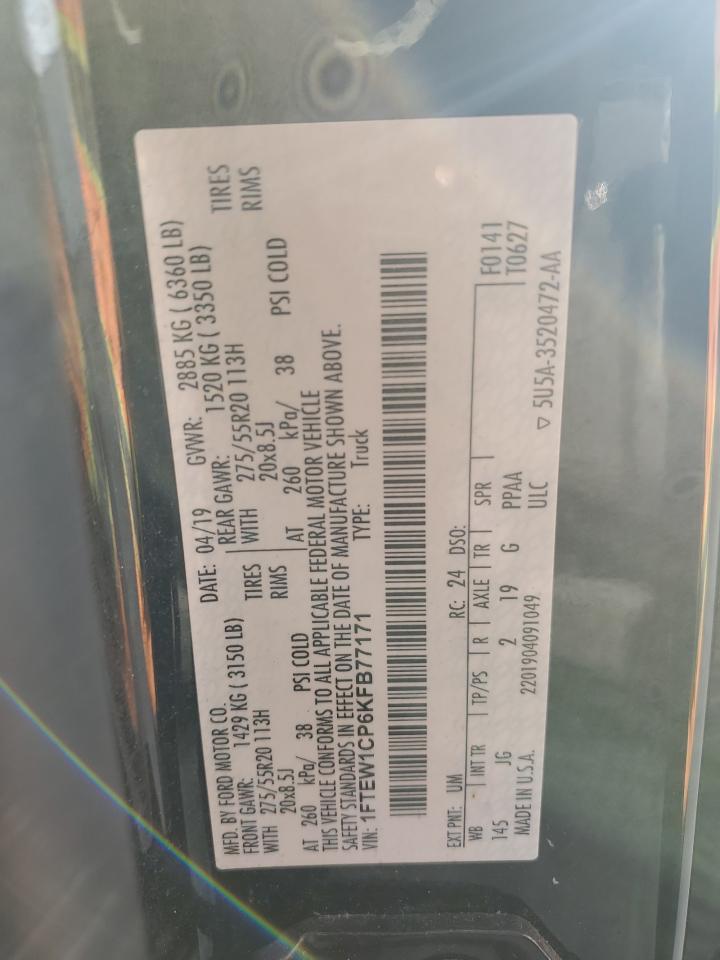 MFD. BY FORD MOTOR CO.
DATE: 04/19 GVWR: 2885 KG ( 6360 LB)
FRONT GAWR: 1429 KG ( 3150 LB) REAR GAWR: 1520 KG ( 3350 LB)
WITH 275/55R20 113H TIRES WITH 275/55R20 113H TIRES
20x8.5J RIMS 20x8.5J RIMS
AT 260 kPa/ 38 PSI COLD AT 260 kPa/ 38 PSI COLD
THIS VEHICLE CONFORMS TO ALL APPLICABLE FEDERAL MOTOR VEHICLE
SAFETY STANDARDS IN EFFECT ON THE DATE OF MANUFACTURE SHOWN ABOVE.
VIN: 1FTEW1CP6KFB77171 TYPE: Truck
EXT PNT: UM RC: 24 DSO:
WB INT TR TP/PS R AXLE TR SPR F0141
145 JG 2 19 G PPAA T0627
MADE IN U.S.A. 2201904091049 ULC
▽ 5U5A-3520472-AA